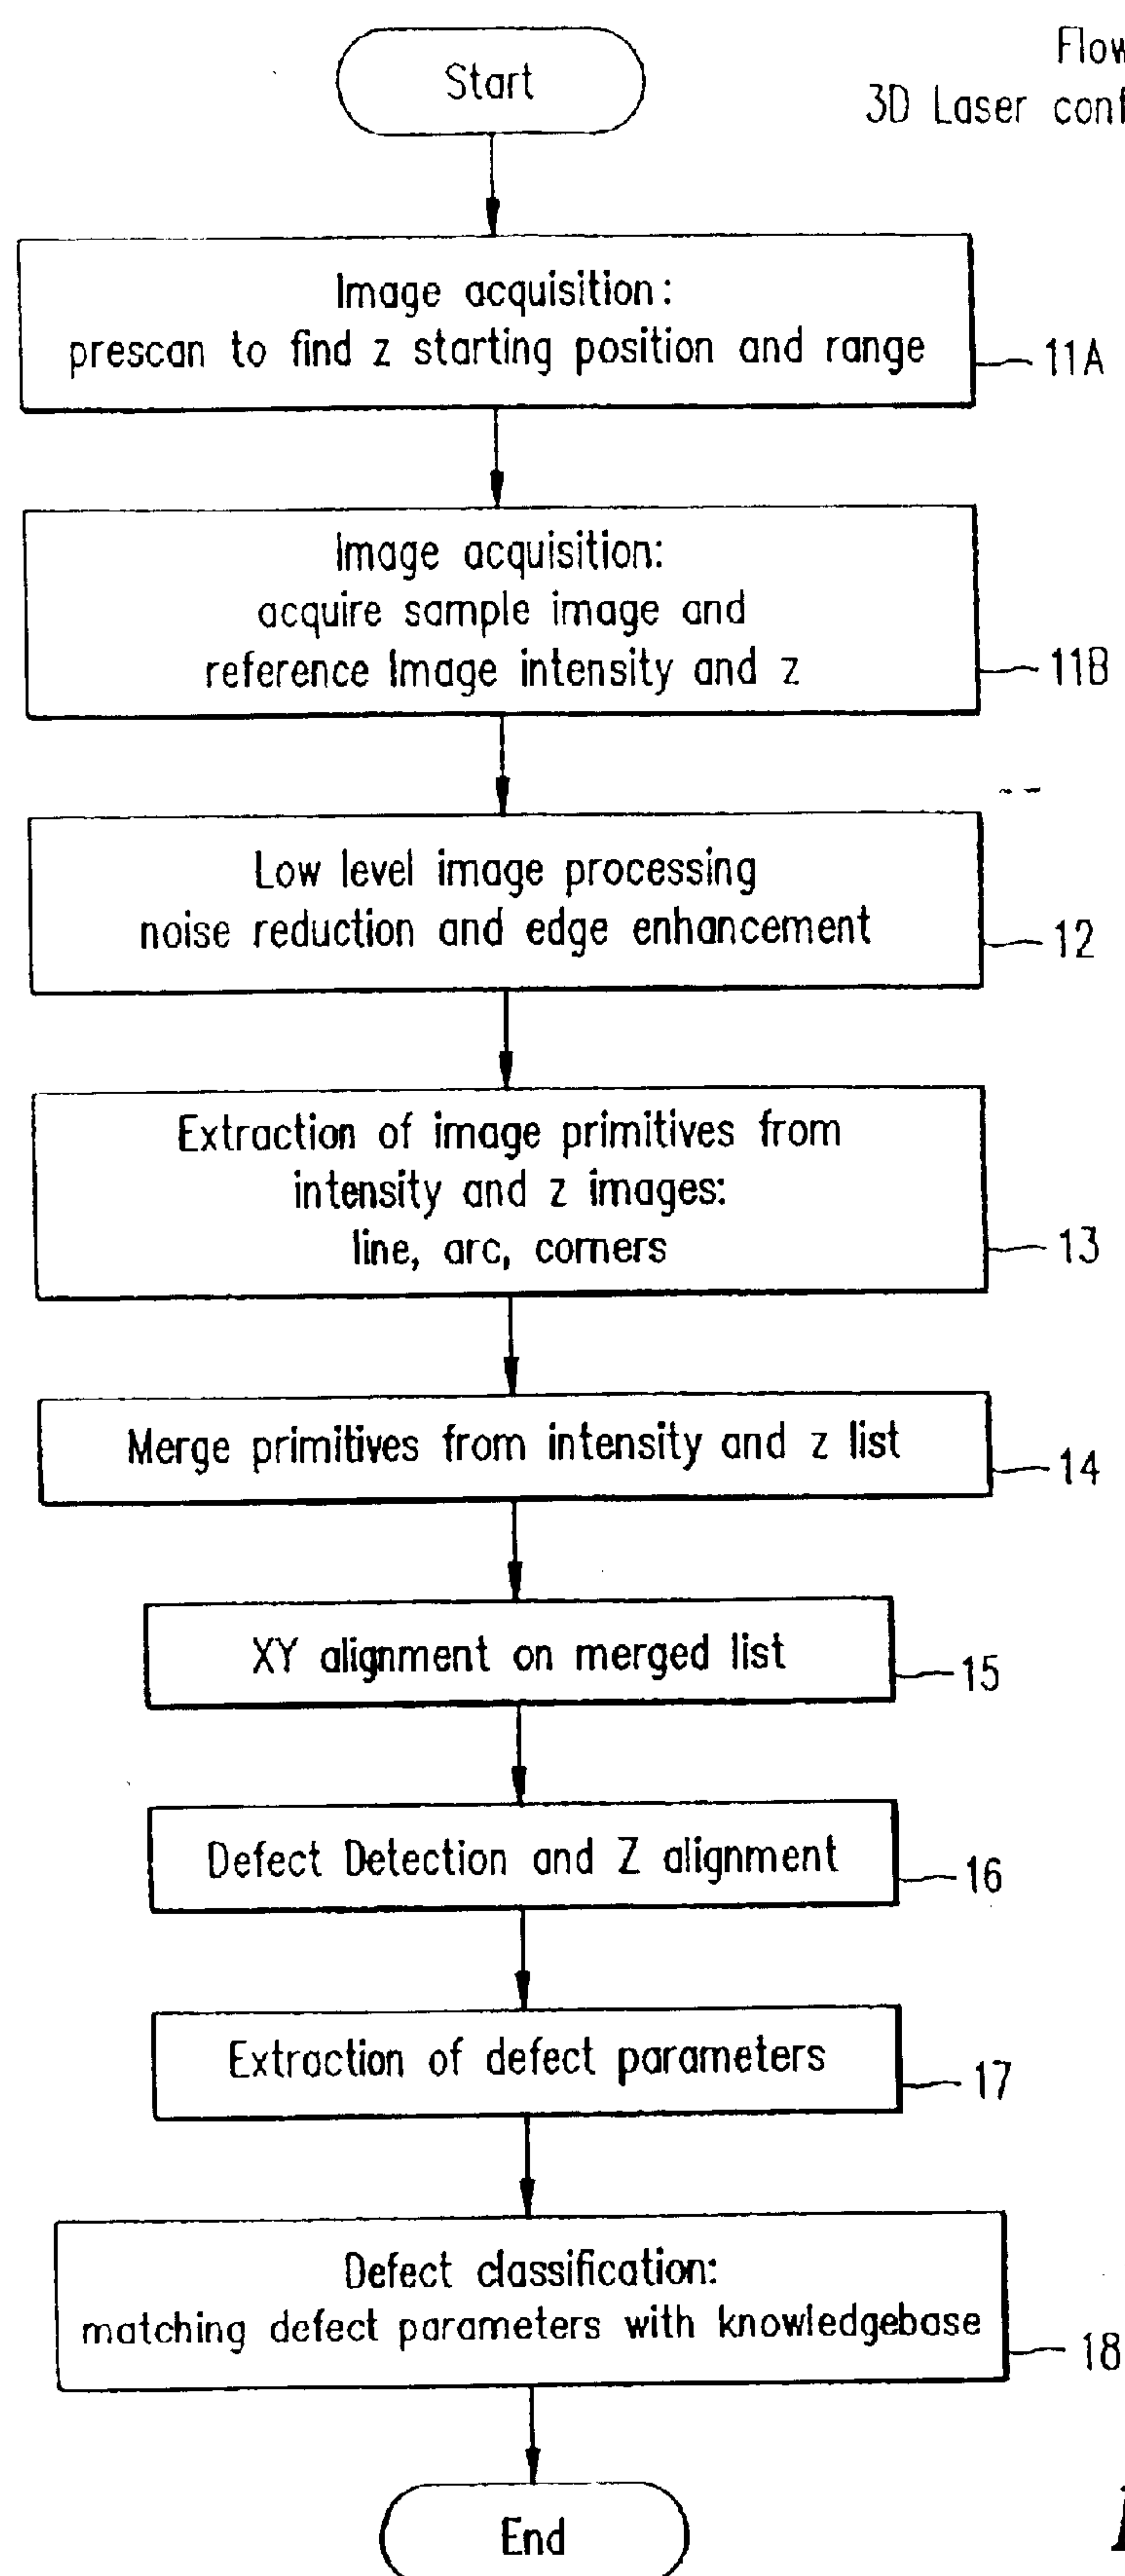 Start
3D Laser
Image acquisition:
prescan to find z starting position and range
11A
Image acquisition:
acquire sample image and
reference Image intensity and z
11B
Low level image processing
noise reduction and edge enhancement
12
Extraction of image primitives from
intensity and z images:
line, arc, corners
13
Merge primitives from intensity and z list
14
XY alignment on merged list
15
Defect Detection and Z alignment
16
Extraction of defect parameters
17
Defect classification:
matching defect parameters with knowledgebase
18
End